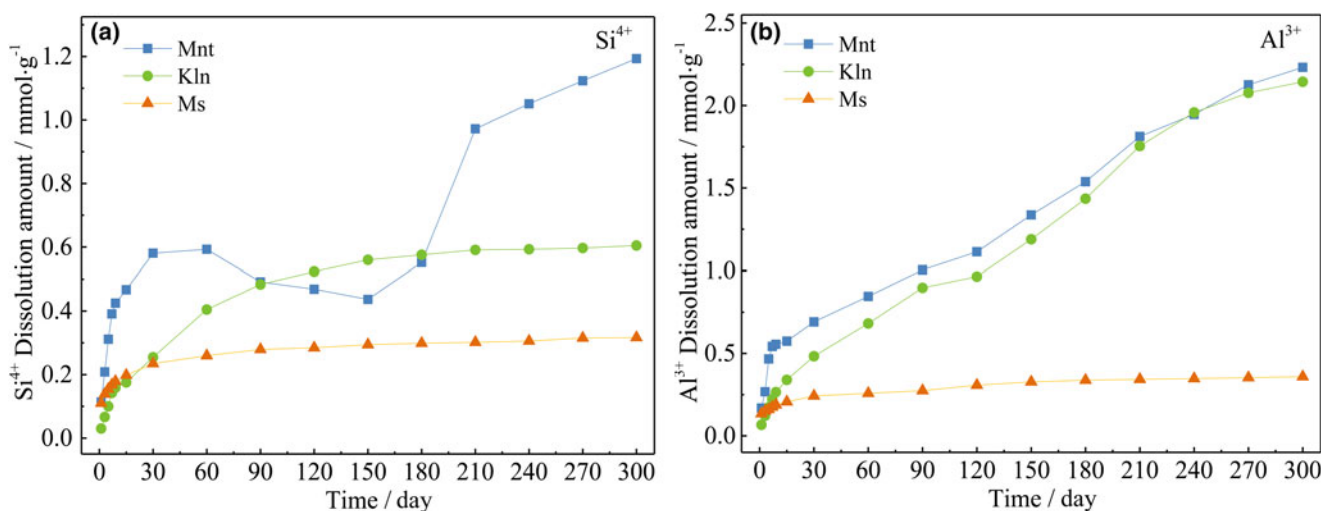 (a)
Si⁴⁺
Mnt
Kln
Ms
Si⁴⁺ Dissolution amount / mmol·g⁻¹
1.2
1.0
0.8
0.6
0.4
0.2
0.0
0 30 60 90 120 150 180 210 240 270 300
Time / day
(b)
Al³⁺
Mnt
Kln
Ms
Al³⁺ Dissolution amount / mmol·g⁻¹
2.5
2.0
1.5
1.0
0.5
0.0
0 30 60 90 120 150 180 210 240 270 300
Time / day